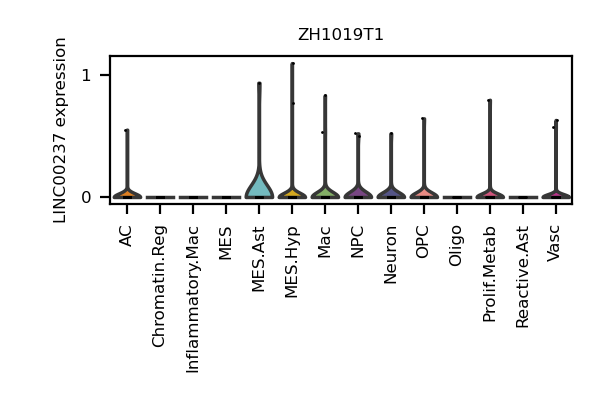 ZH1019T1
LINC00237 expression
1
0
AC
Chromatin.Reg
Inflammatory.Mac
MES
MES.Ast
MES.Hyp
Mac
NPC
Neuron
OPC
Oligo
Prolif.Metab
Reactive.Ast
Vasc